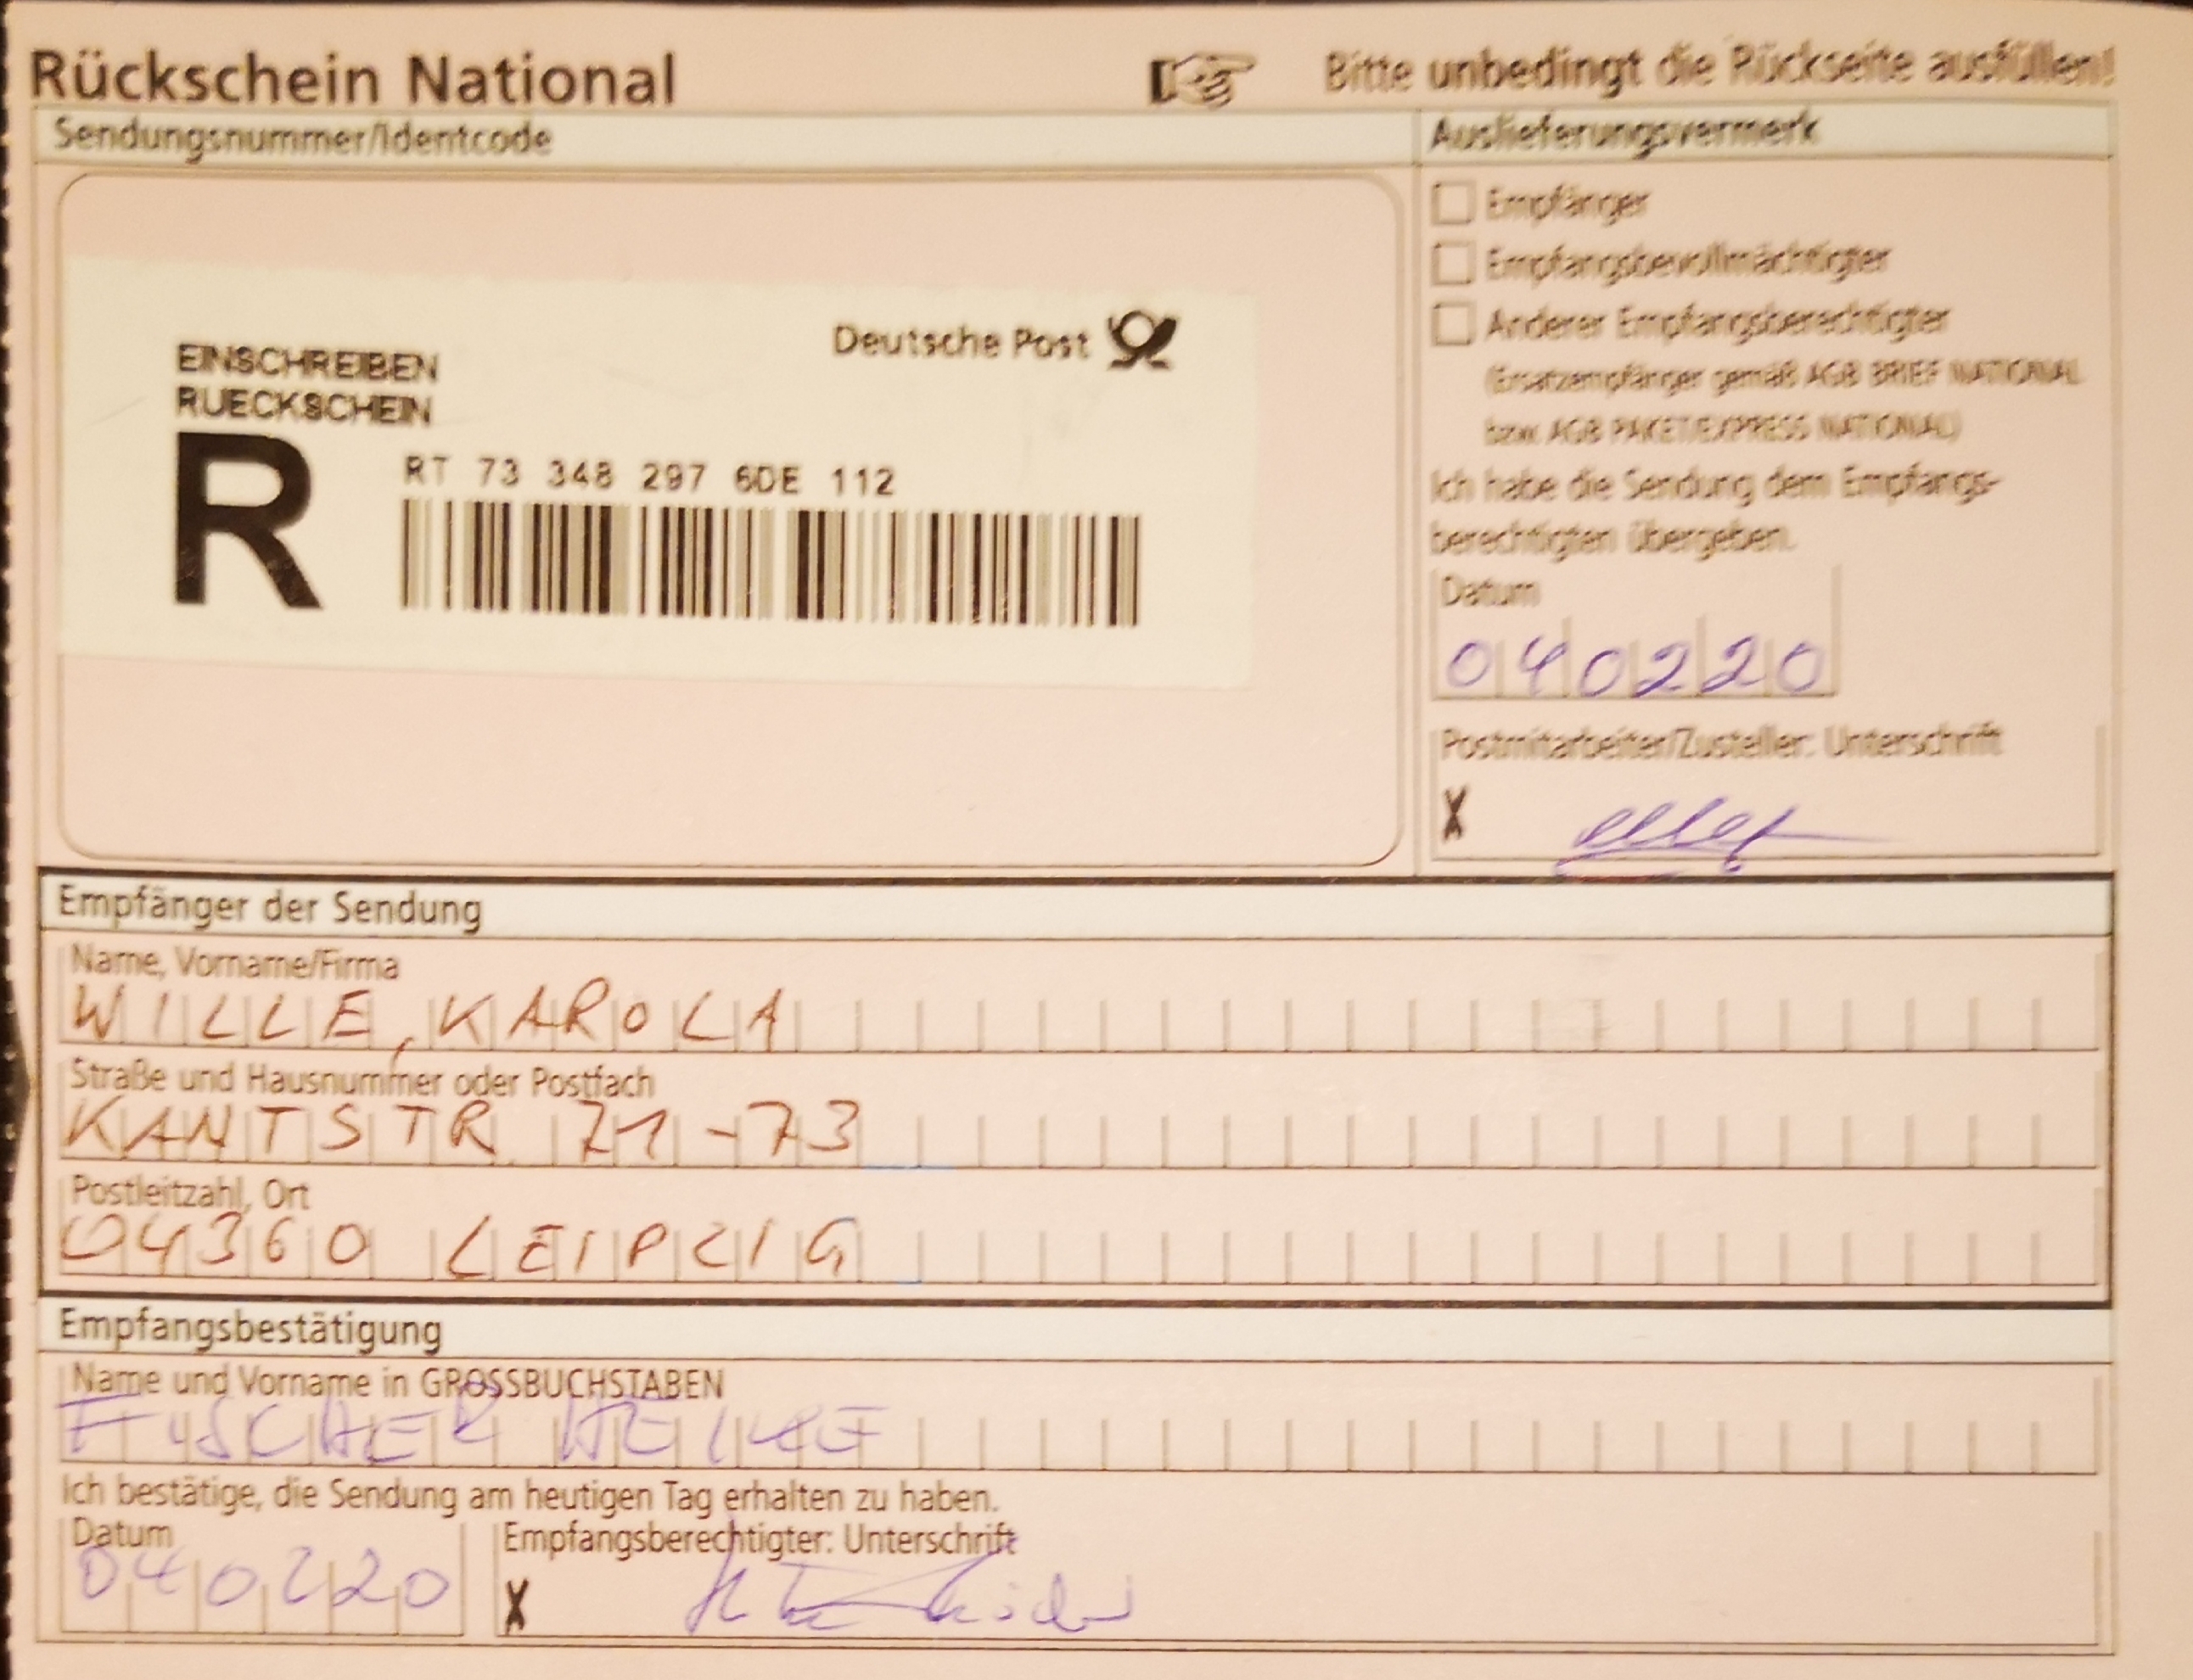 Rückschein National
Bitte unbedingt die Rückseite ausfüllen!
Sendungsnummer/Identcode
EINSCHREIBEN
RUECKSCHEIN
Deutsche Post
R
RT 73 348 297 6DE 112
Auslieferungsvermerk
Empfänger
Empfangsbevollmächtigter
Anderer Empfangsberechtigter
(Ersatzempfänger gemäß AGB BRIEF NATIONAL
bzw. AGB PAKET/EXPRESS NATIONAL)
Ich habe die Sendung dem Empfangs-
berechtigten übergeben.
Datum
040220
Postmitarbeiter/Zusteller: Unterschrift
X
Empfänger der Sendung
Name, Vorname/Firma
WILLE, KAROLA
Straße und Hausnummer oder Postfach
KANTSTR. 71-73
Postleitzahl, Ort
04360 LEIPZIG
Empfangsbestätigung
Name und Vorname in GROSSBUCHSTABEN
FISCHER HEIKE
Ich bestätige, die Sendung am heutigen Tag erhalten zu haben.
Datum
040220
Empfangsberechtigter: Unterschrift
X